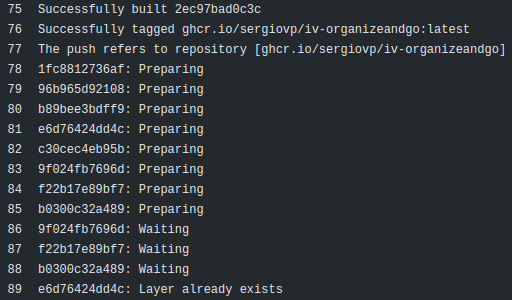 75 Successfully built 2ec97bad0c3c
76 Successfully tagged ghcr.io/sergiovp/iv-organizeandgo:latest
77 The push refers to repository [ghcr.io/sergiovp/iv-organizeandgo]
78 1fc8812736af: Preparing
79 96b965d92108: Preparing
80 b89bee3bdff9: Preparing
81 e6d76424dd4c: Preparing
82 c30cec4eb95b: Preparing
83 9f024fb7696d: Preparing
84 f22b17e89bf7: Preparing
85 b0300c32a489: Preparing
86 9f024fb7696d: Waiting
87 f22b17e89bf7: Waiting
88 b0300c32a489: Waiting
89 e6d76424dd4c: Layer already exists